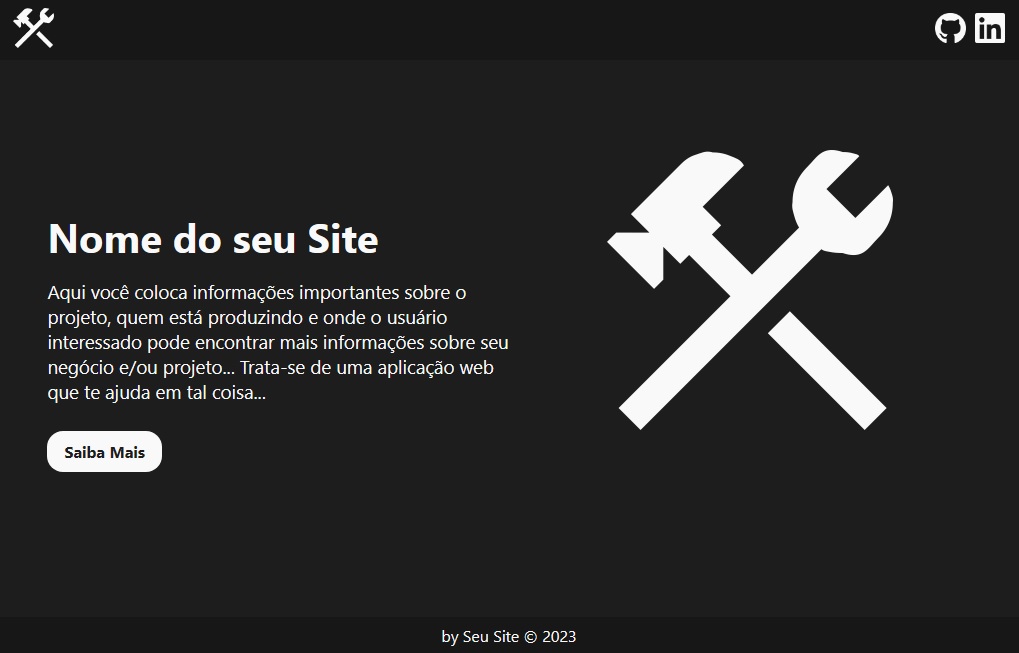 in
Nome do seu Site
Aqui você coloca informações importantes sobre o
projeto, quem está produzindo e onde o usuário
interessado pode encontrar mais informações sobre seu
negócio e/ou projeto... Trata-se de uma aplicação web
que te ajuda em tal coisa...
Saiba Mais
by Seu Site © 2023